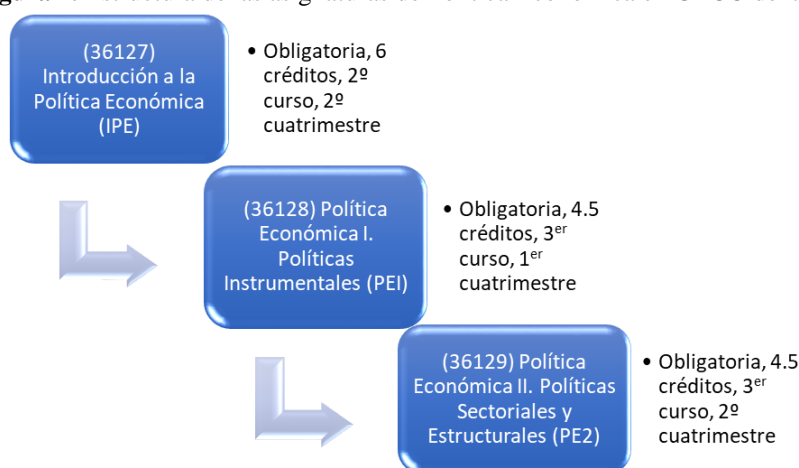 (36127)
Introducción a la
Política Económica
(IPE)
• Obligatoria, 6
créditos, 2º
curso, 2º
cuatrimestre
(36128) Política
Económica I.
Políticas
Instrumentales (PEI)
• Obligatoria, 4.5
créditos, 3er
curso, 1er
cuatrimestre
(36129) Política
Económica II. Políticas
Sectoriales y
Estructurales (PE2)
• Obligatoria, 4.5
créditos, 3er
curso, 2º
cuatrimestre